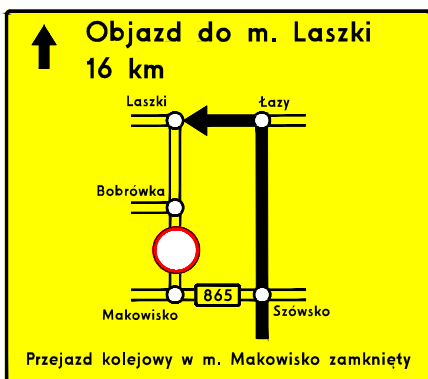 Objazd do m. Laszki
16 km
Laszki
Łazy
Bobrówka
865
Makowisko
Szówsko
Przejazd kolejowy w m. Makowisko zamknięty